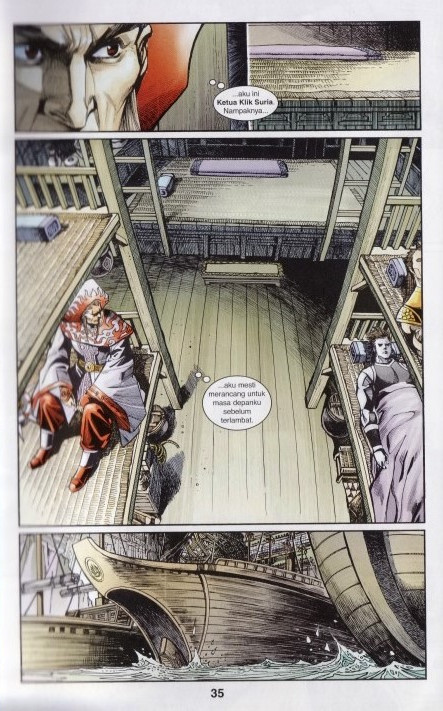 ...aku ini
Ketua Klik Suria.
Nampaknya...
...aku mesti
merancang untuk
masa depanku
sebelum
terlambat.
35